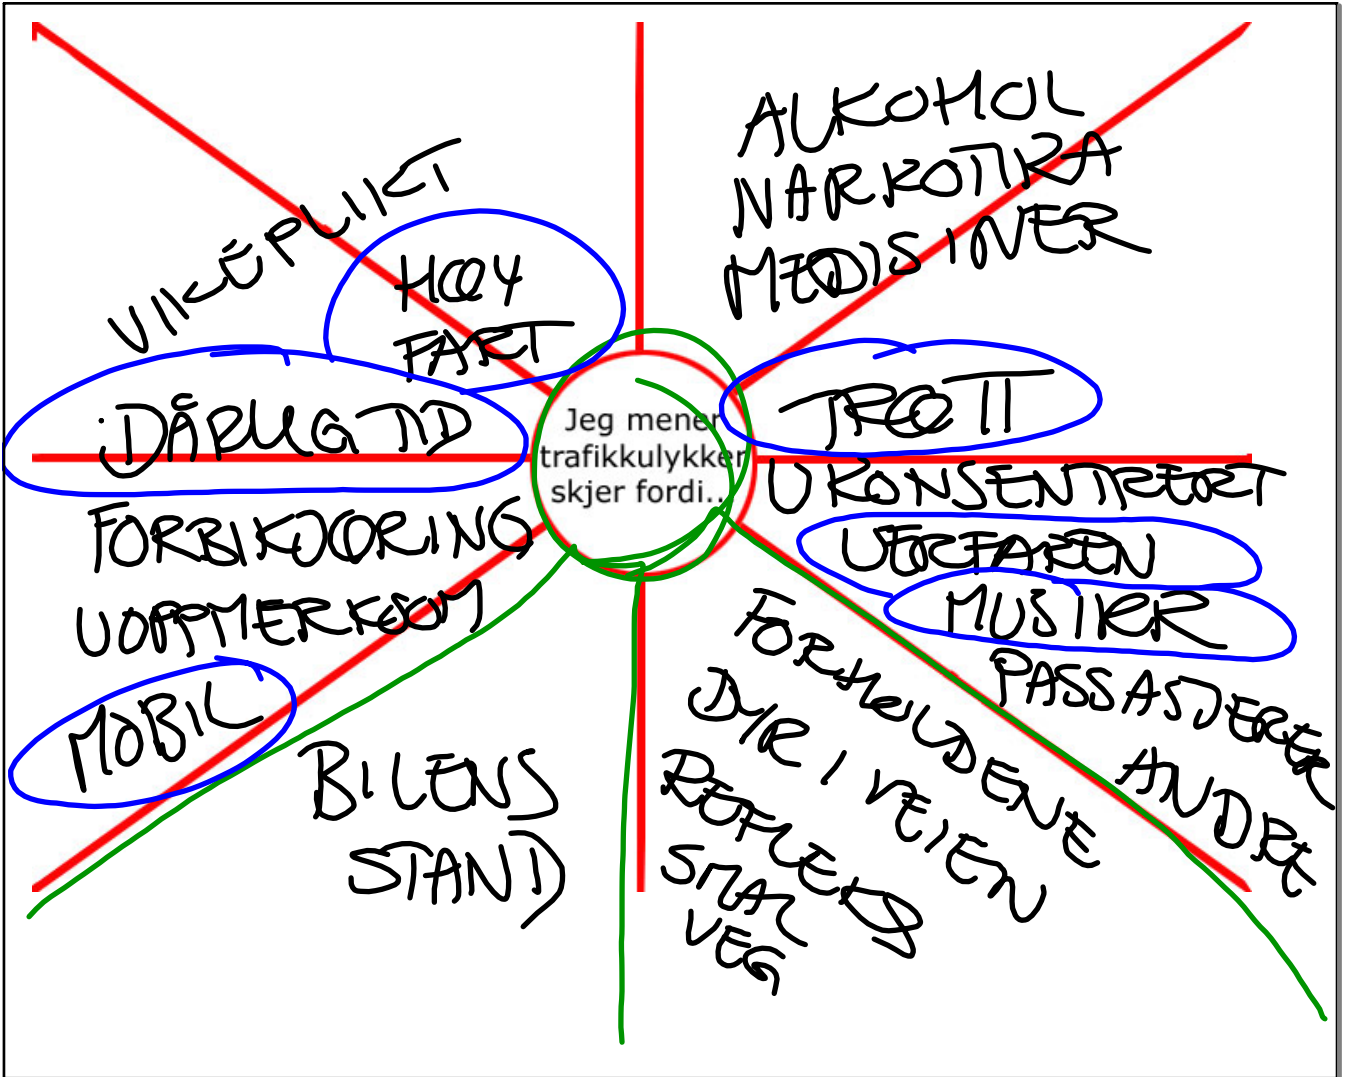 VIKEPLIKT
HØY
FART
DÅRLIG TID
FORBIKJØRING
UOPPMERKSOM
MOBIL
Jeg mener
trafikkulykker
skjer fordi..
ALKOHOL
NARKOTIKA
MEDISINER
TRØTT
UKONSENTRERT
UERFAREN
MUSIKK
PASSASJERER
ANDRE
FORHOLDENE
DYR I VEIEN
REFLEKS
SMAL
VEG
BILENS
STAND